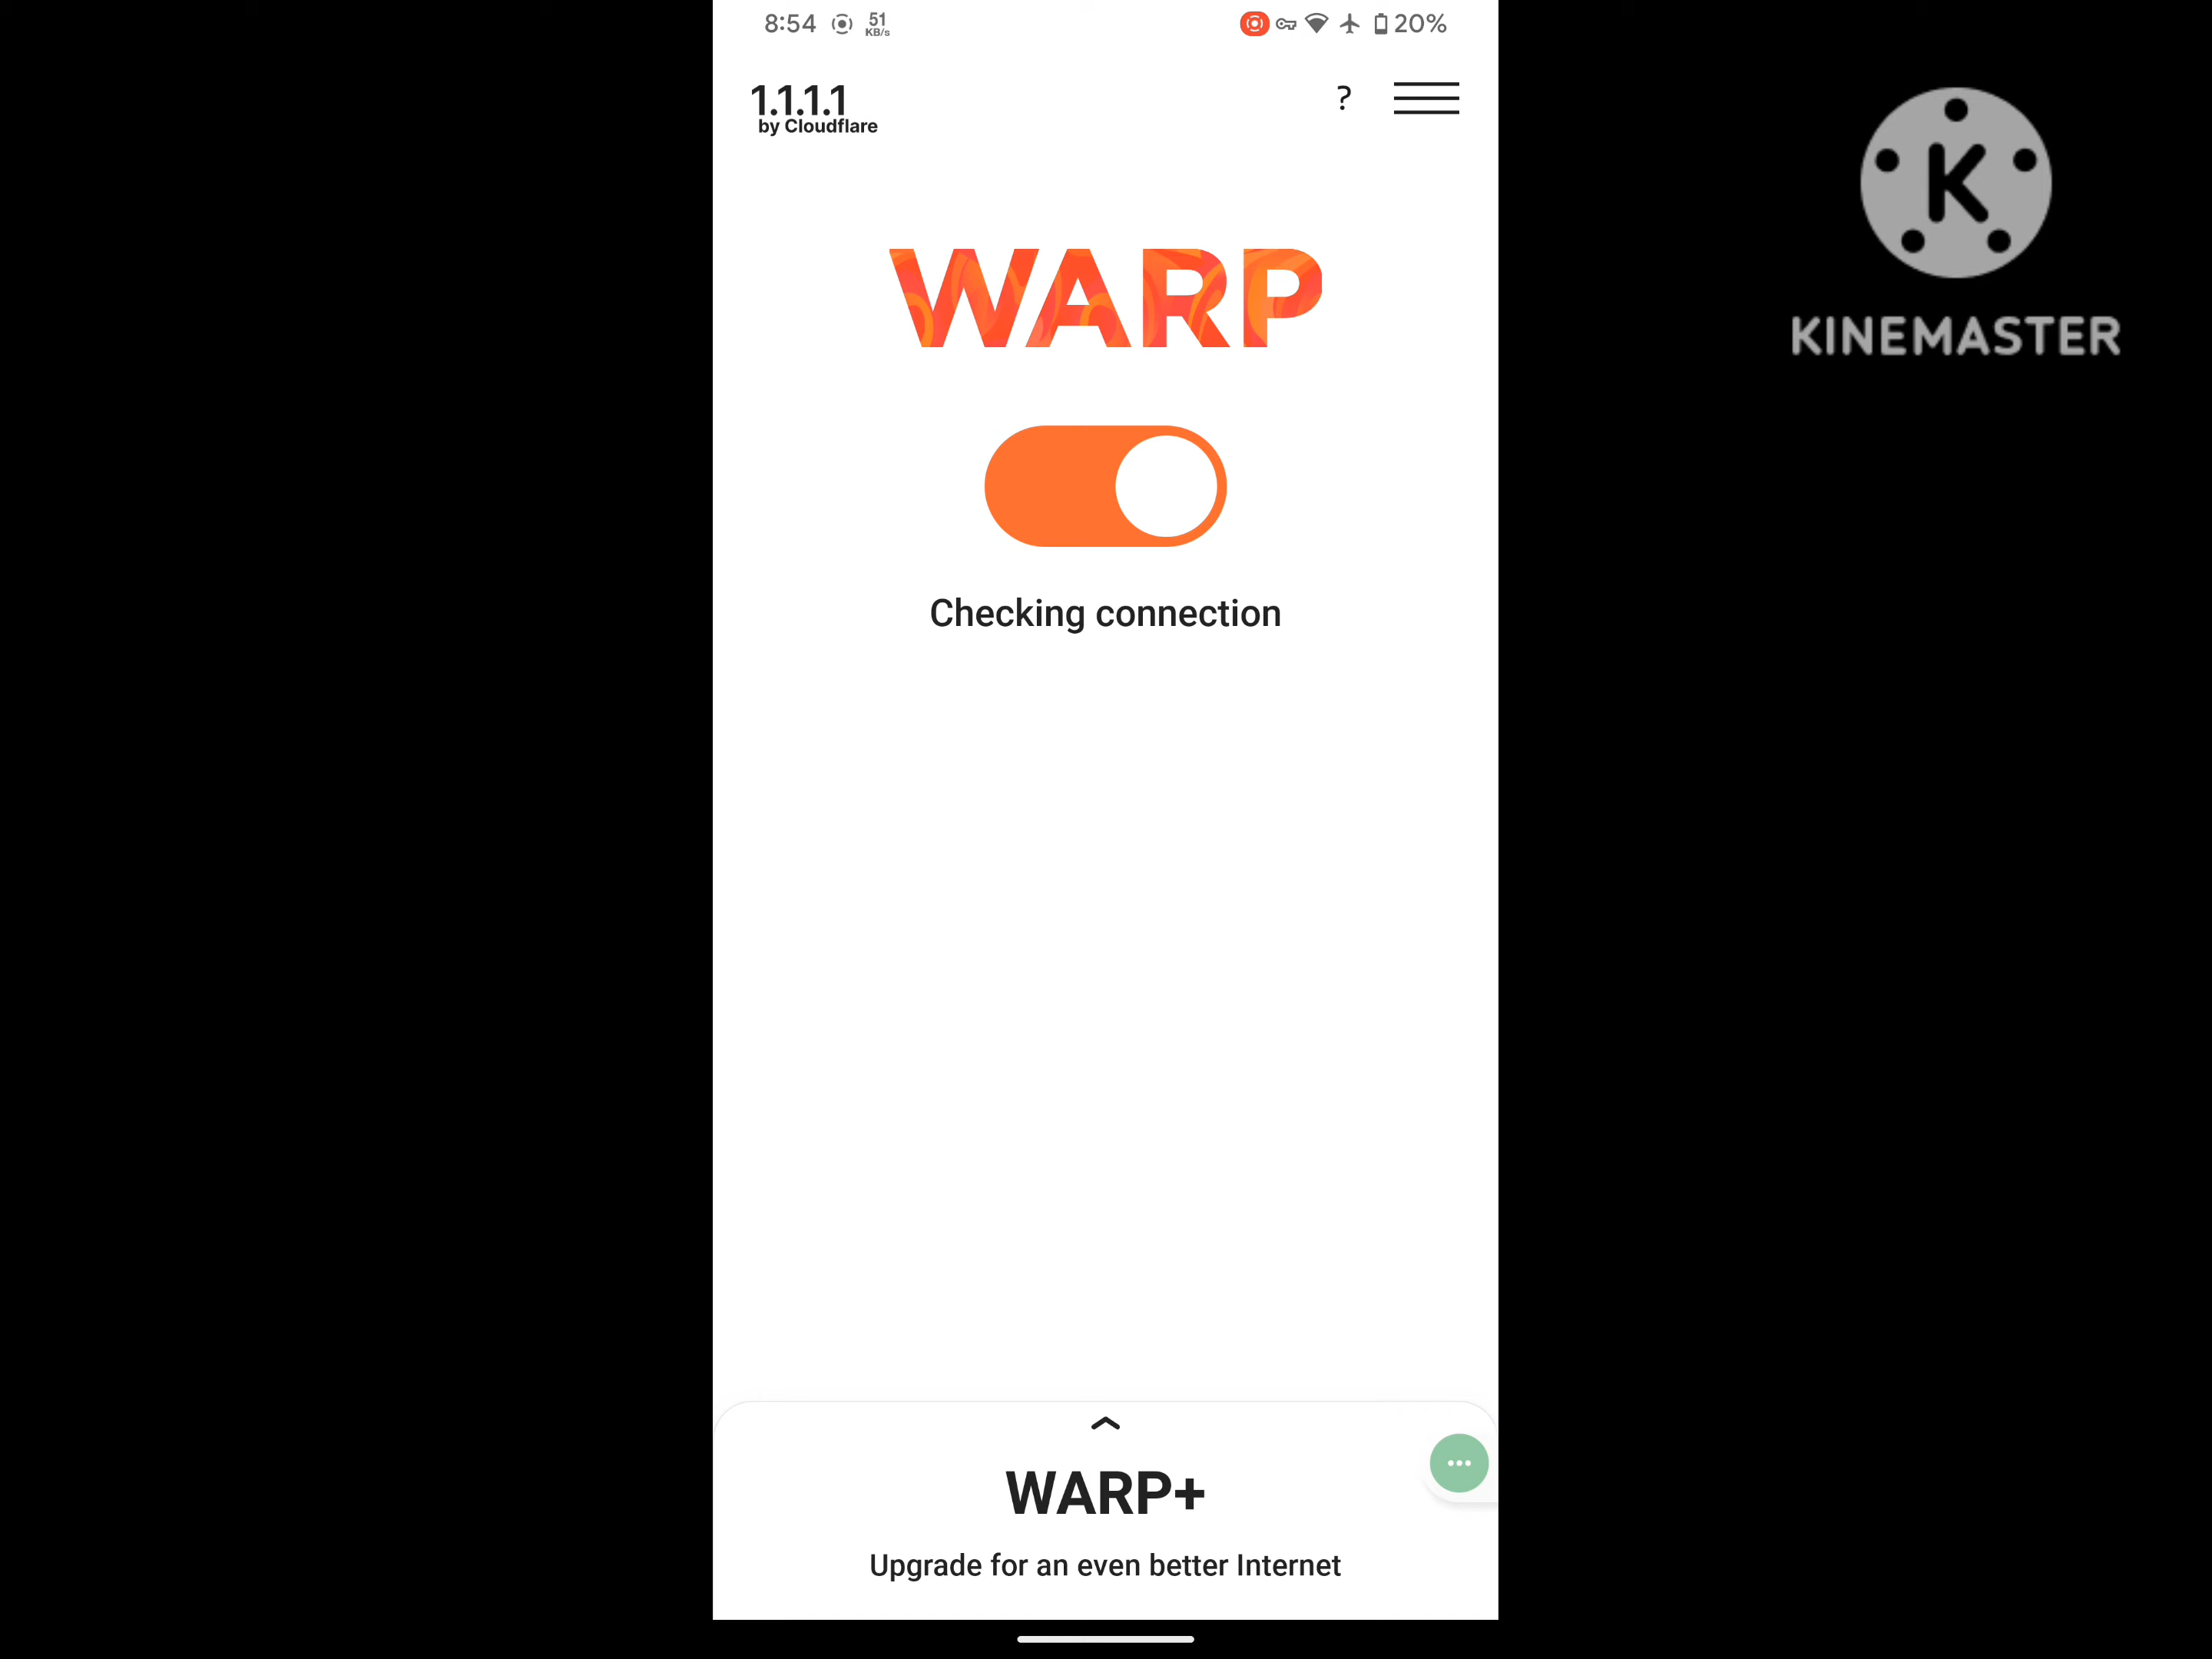 8:54 51 KB/s 20%
1.1.1.1
by Cloudflare
?
WARP
Checking connection
WARP+
Upgrade for an even better Internet
K
KINEMASTER